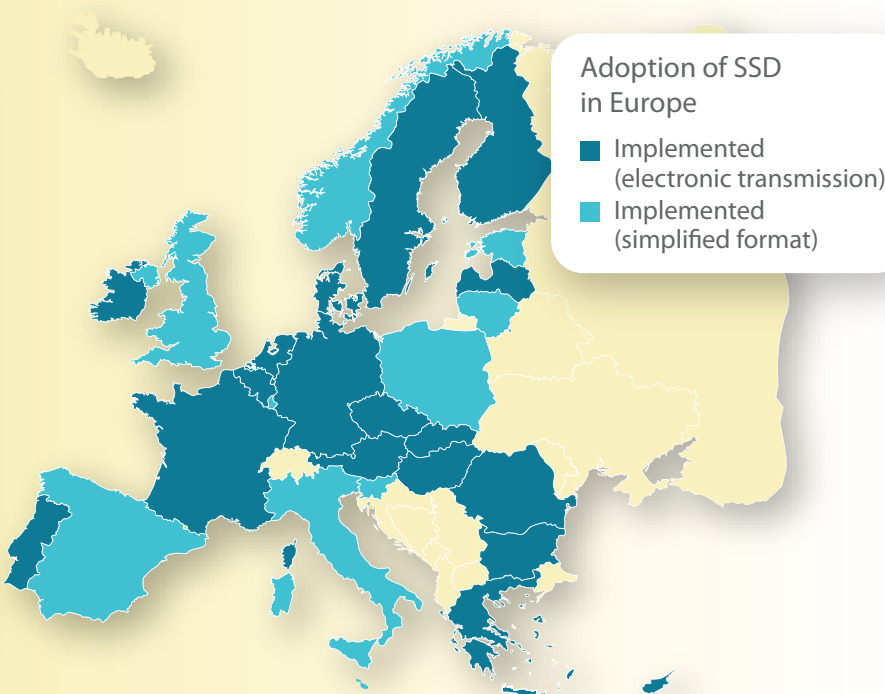 Adoption of SSD
in Europe
Implemented
(electronic transmission)
Implemented
(simplified format)